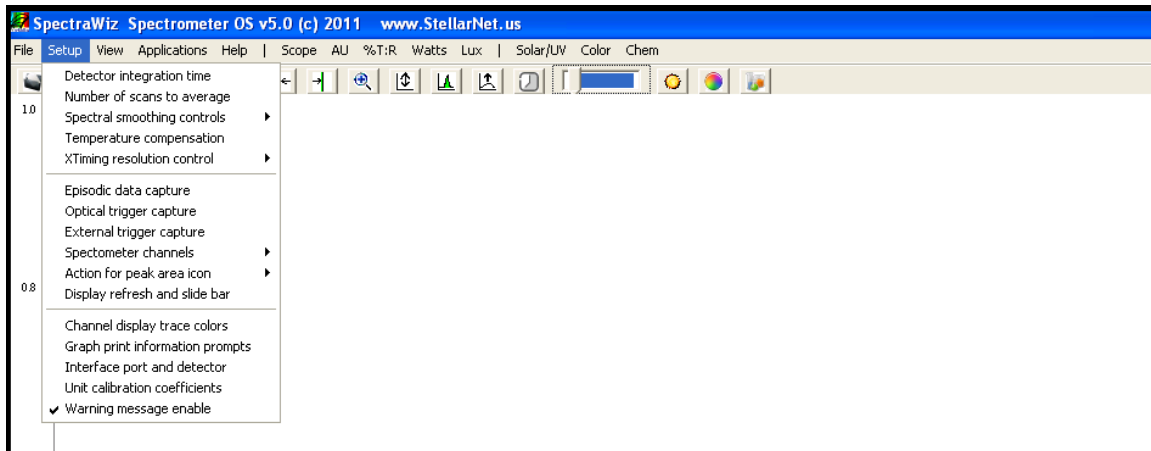 SpectraWiz Spectrometer OS v5.0 (c) 2011 www.StellarNet.us
File Setup View Applications Help | Scope AU %T:R Watts Lux | Solar/UV Color Chem
Detector integration time
Number of scans to average
Spectral smoothing controls
Temperature compensation
XTiming resolution control
Episodic data capture
Optical trigger capture
External trigger capture
Spectometer channels
Action for peak area icon
Display refresh and slide bar
Channel display trace colors
Graph print information prompts
Interface port and detector
Unit calibration coefficients
Warning message enable
1.0
0.8